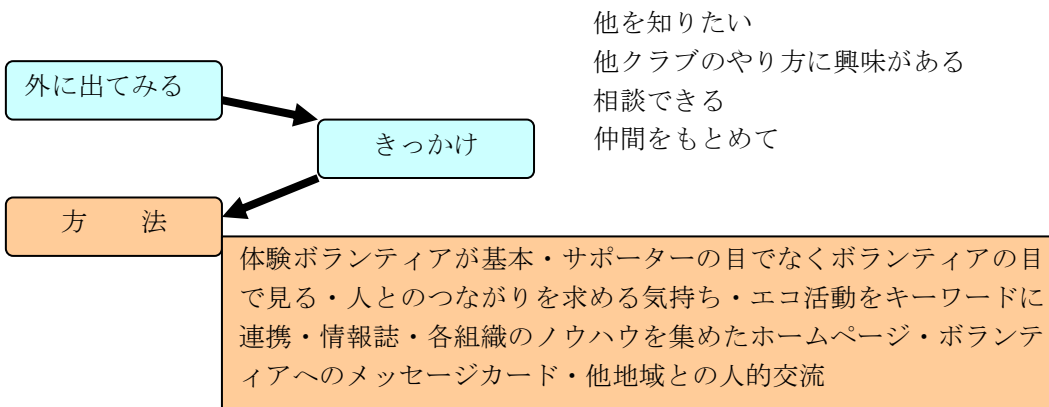 他を知りたい
他クラブのやり方に興味がある
相談できる
仲間をもとめて
外に出てみる
きっかけ
方　　法
体験ボランティアが基本・サポーターの目でなくボランティアの目
で見る・人とのつながりを求める気持ち・エコ活動をキーワードに
連携・情報誌・各組織のノウハウを集めたホームページ・ボランテ
ィアへのメッセージカード・他地域との人的交流